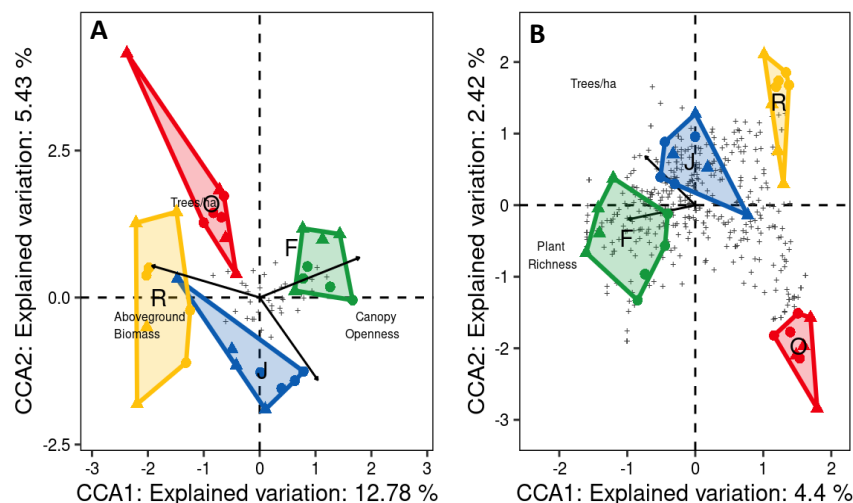 A
CCA2: Explained variation: 5.43 %
2.5
0.0
-2.5
Trees/ha
O
F
R
J
Aboveground
Biomass
Canopy
Openness
-3 -2 -1 0 1 2 3
CCA1: Explained variation: 12.78 %
B
CCA2: Explained variation: 2.42 %
2
1
0
-1
-2
-3
Trees/ha
R
J
F
Plant
Richness
O
-2 -1 0 1 2
CCA1: Explained variation: 4.4 %